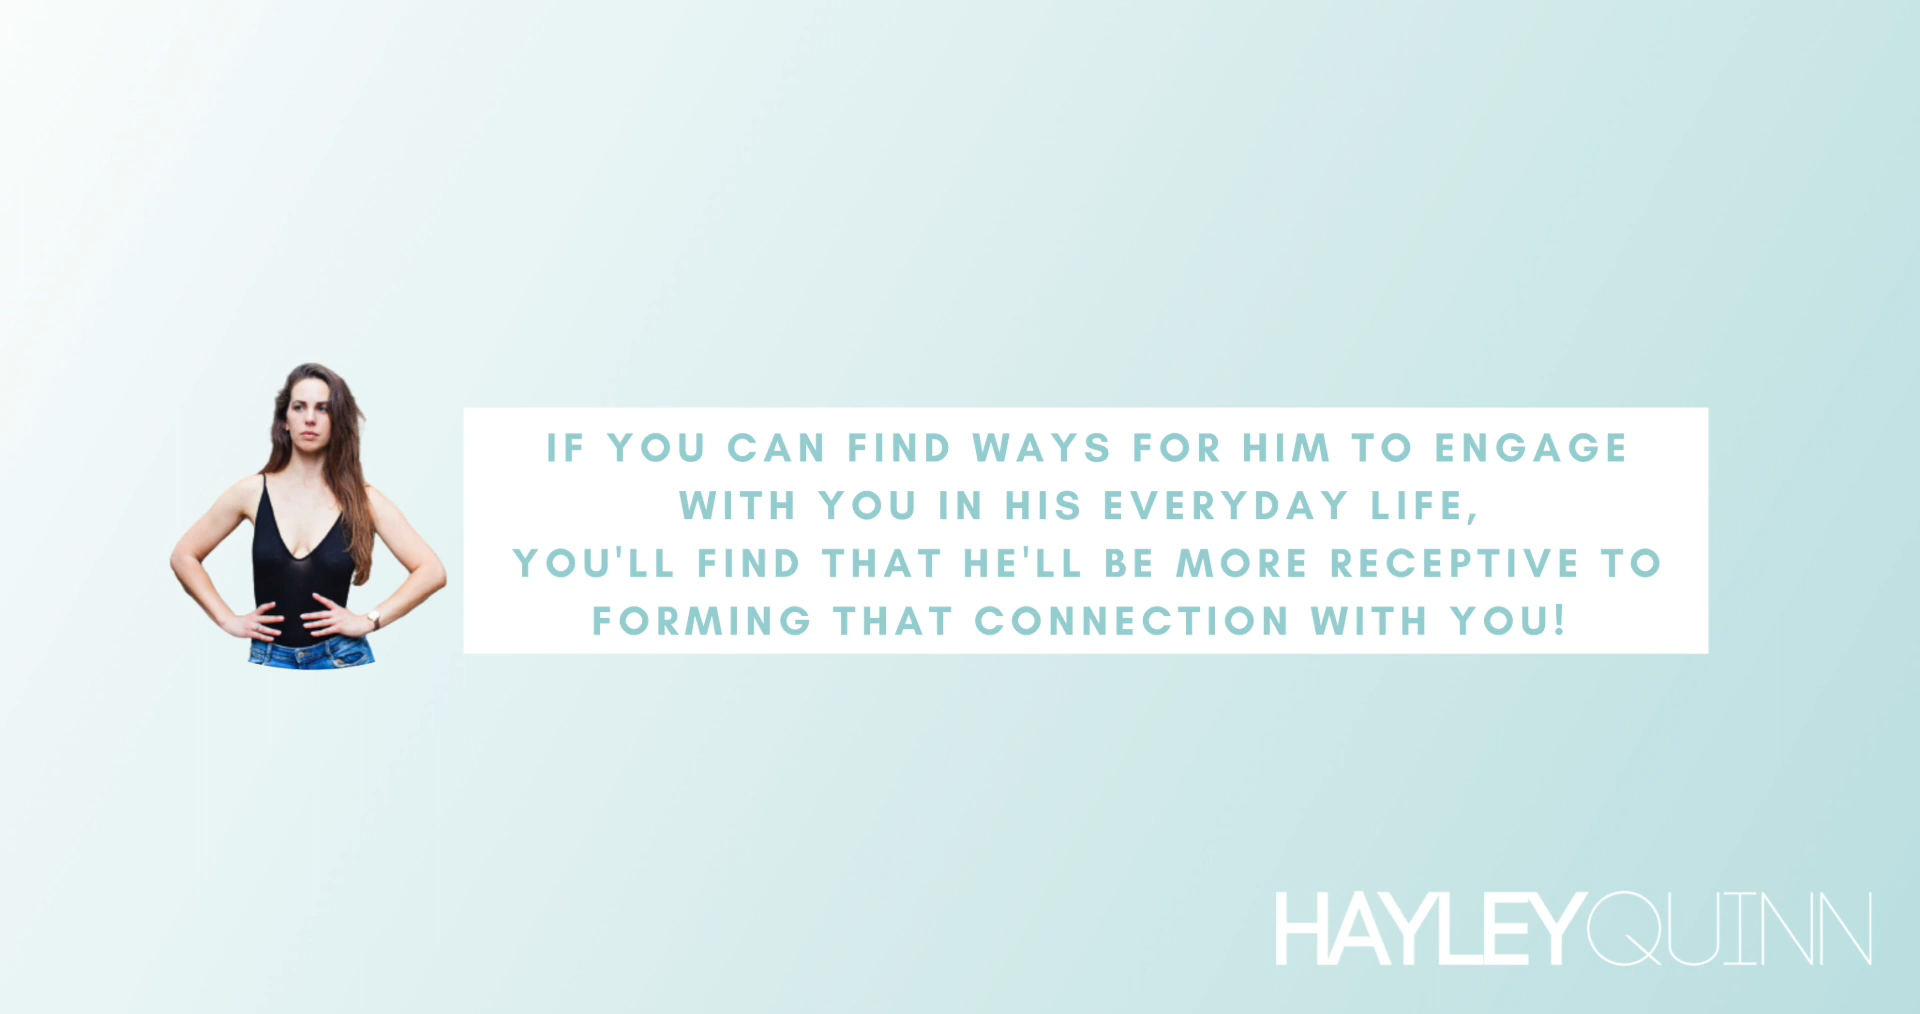 IF YOU CAN FIND WAYS FOR HIM TO ENGAGE
WITH YOU IN HIS EVERYDAY LIFE,
YOU'LL FIND THAT HE'LL BE MORE RECEPTIVE TO
FORMING THAT CONNECTION WITH YOU!
HAYLEYQUINN